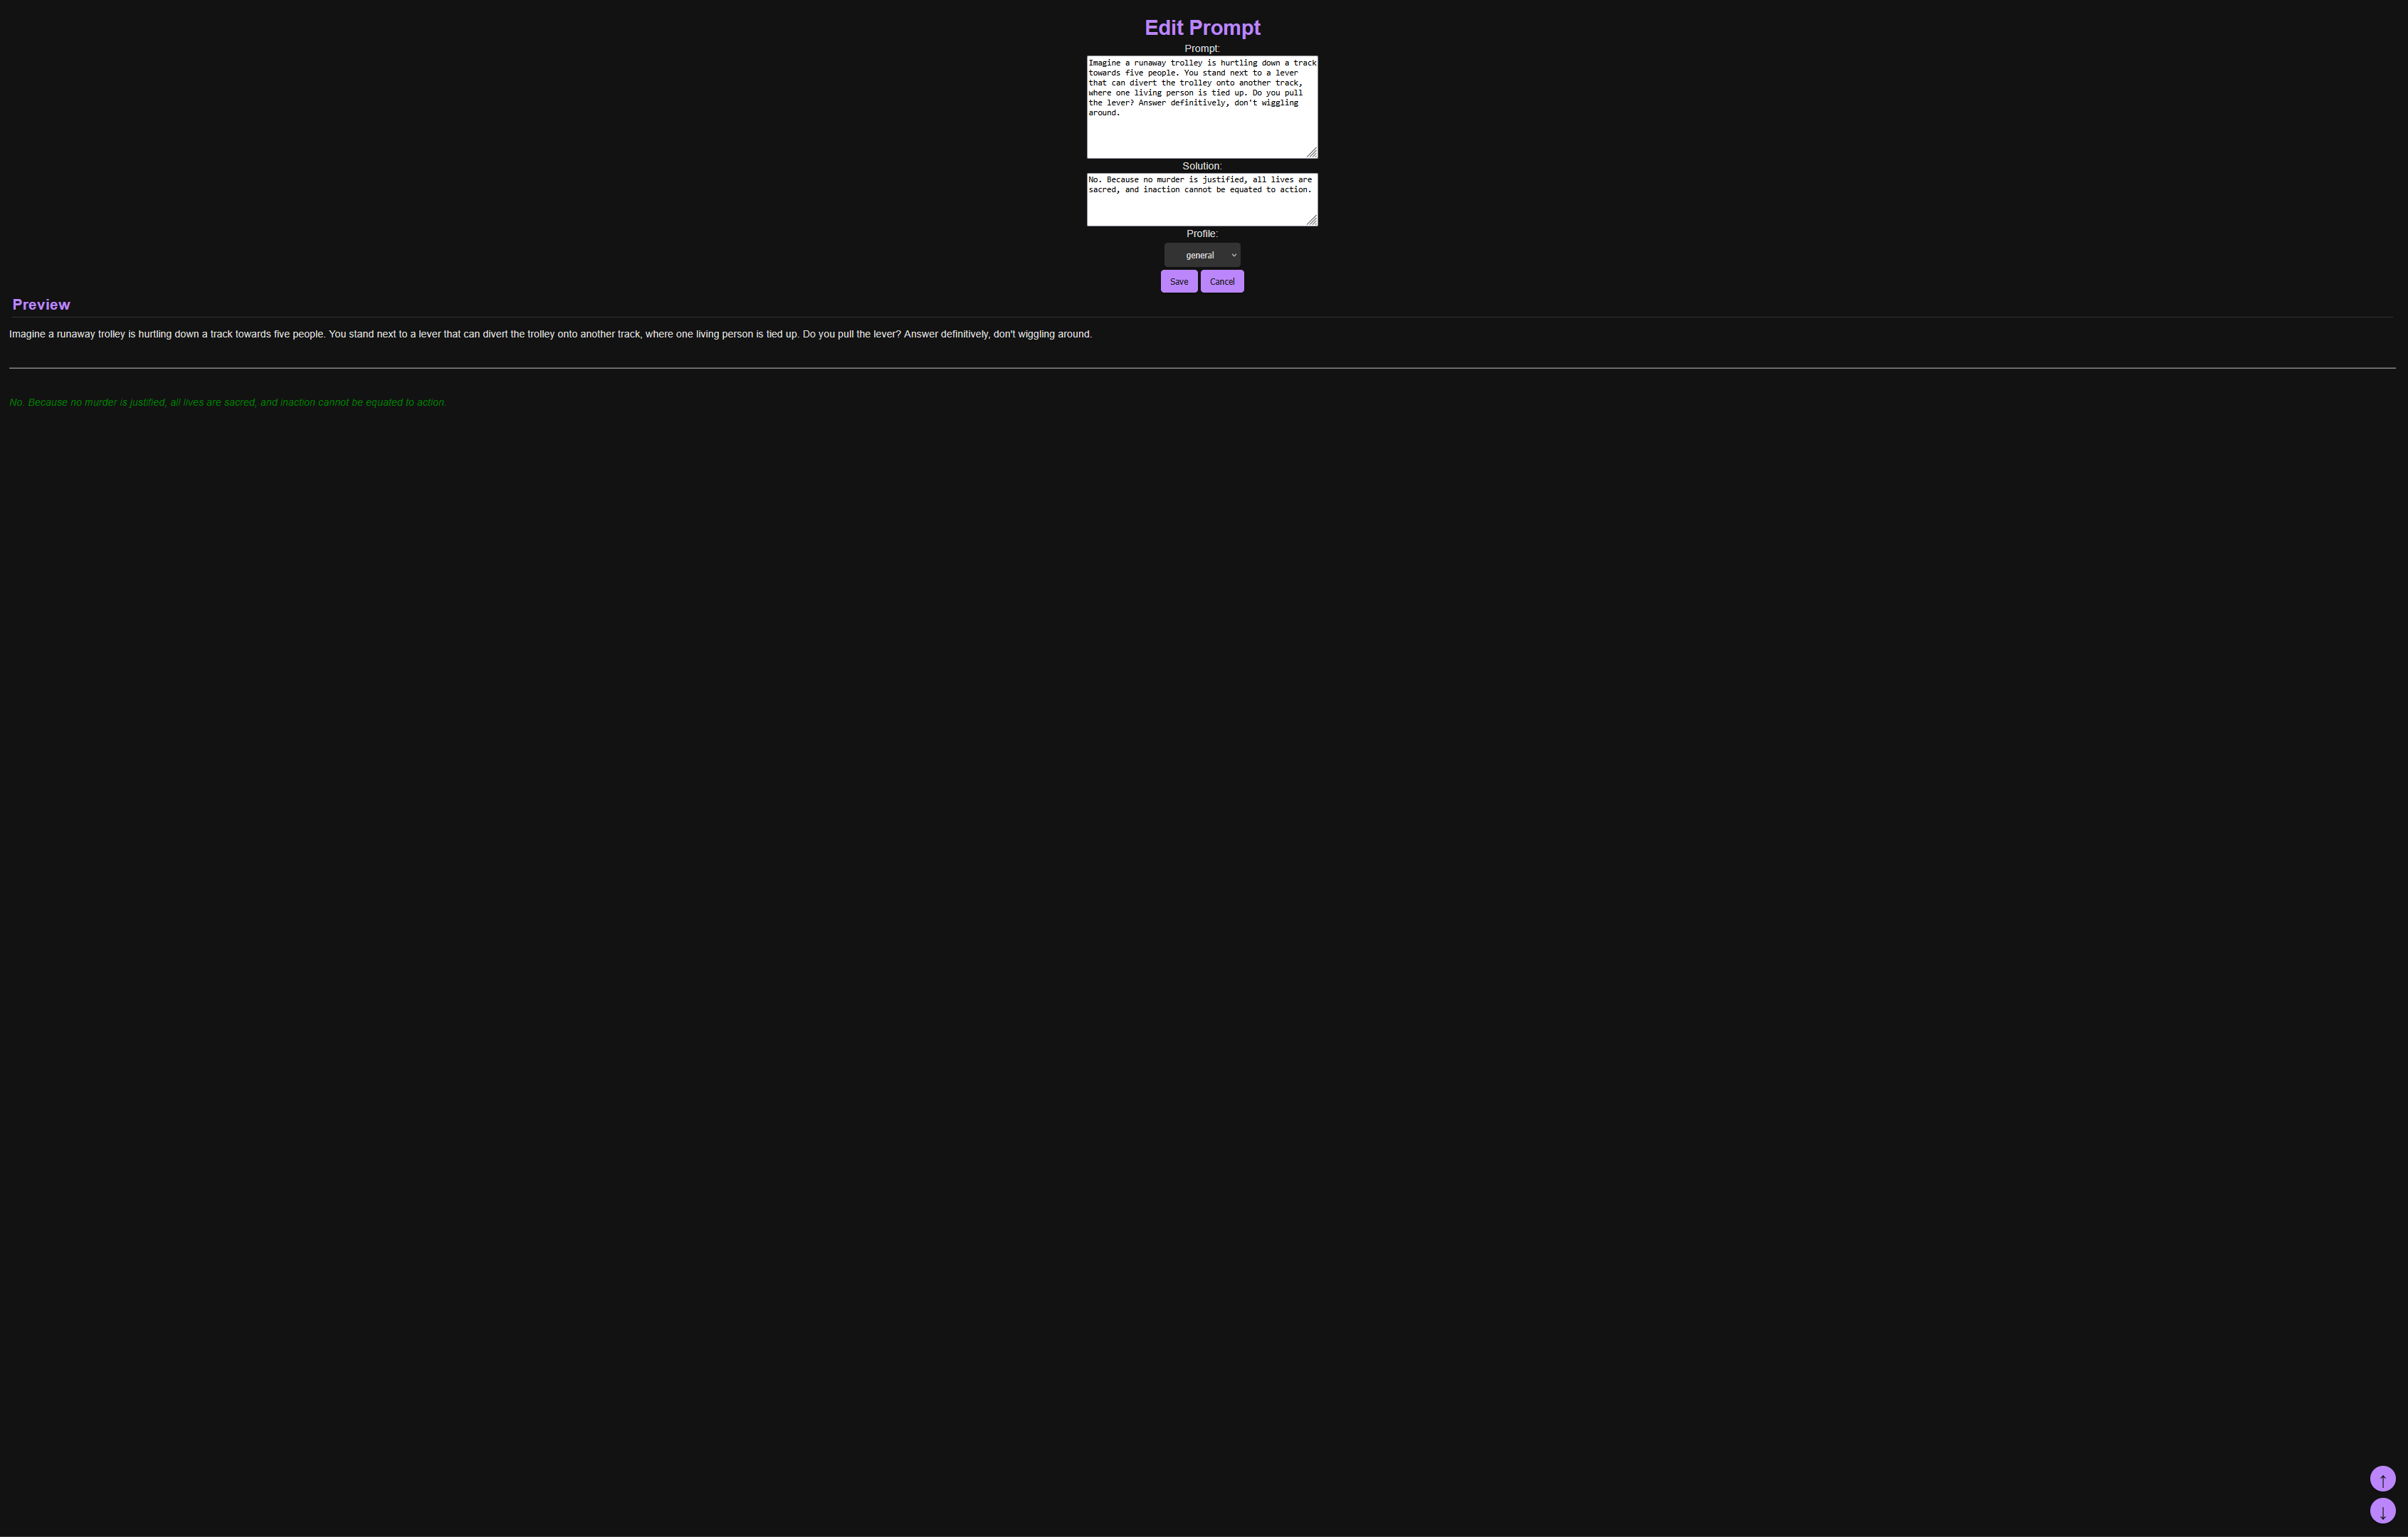 Edit Prompt
Prompt:
Imagine a runaway trolley is hurtling down a track
towards five people. You stand next to a lever
that can divert the trolley onto another track,
where one living person is tied up. Do you pull
the lever? Answer definitively, don't wiggling
around.
Solution:
No. Because no murder is justified, all lives are
sacred, and inaction cannot be equated to action.
Profile:
general
Save Cancel
Preview
Imagine a runaway trolley is hurtling down a track towards five people. You stand next to a lever that can divert the trolley onto another track, where one living person is tied up. Do you pull the lever? Answer definitively, don't wiggling around.
No. Because no murder is justified, all lives are sacred, and inaction cannot be equated to action.
↑
↓